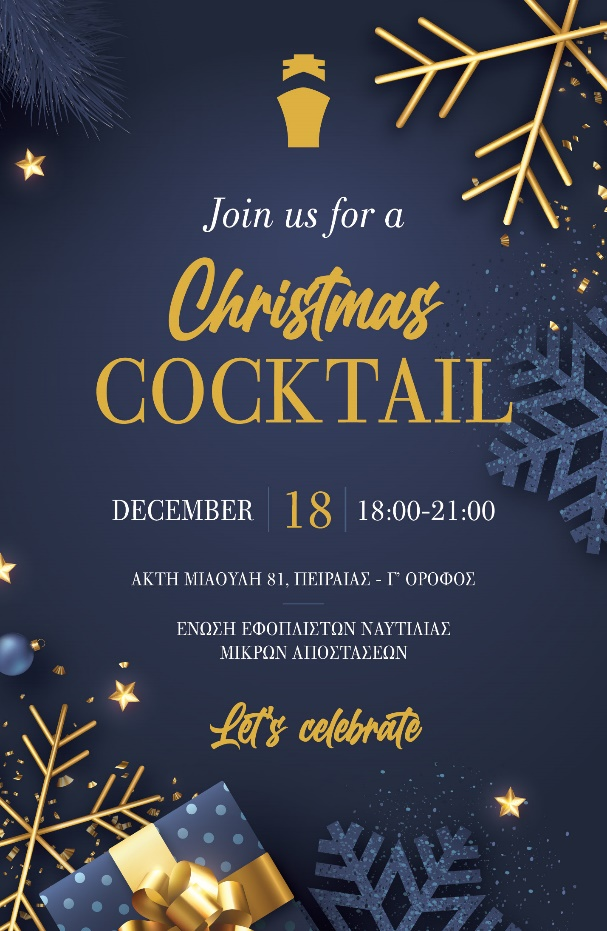 Join us for a
Christmas
COCKTAIL
DECEMBER 18 18:00-21:00
ΑΚΤΗ ΜΙΑΟΥΛΗ 81, ΠΕΙΡΑΙΑΣ - Γ' ΟΡΟΦΟΣ
ΕΝΩΣΗ ΕΦΟΠΛΙΣΤΩΝ ΝΑΥΤΙΛΙΑΣ
ΜΙΚΡΩΝ ΑΠΟΣΤΑΣΕΩΝ
Let's celebrate